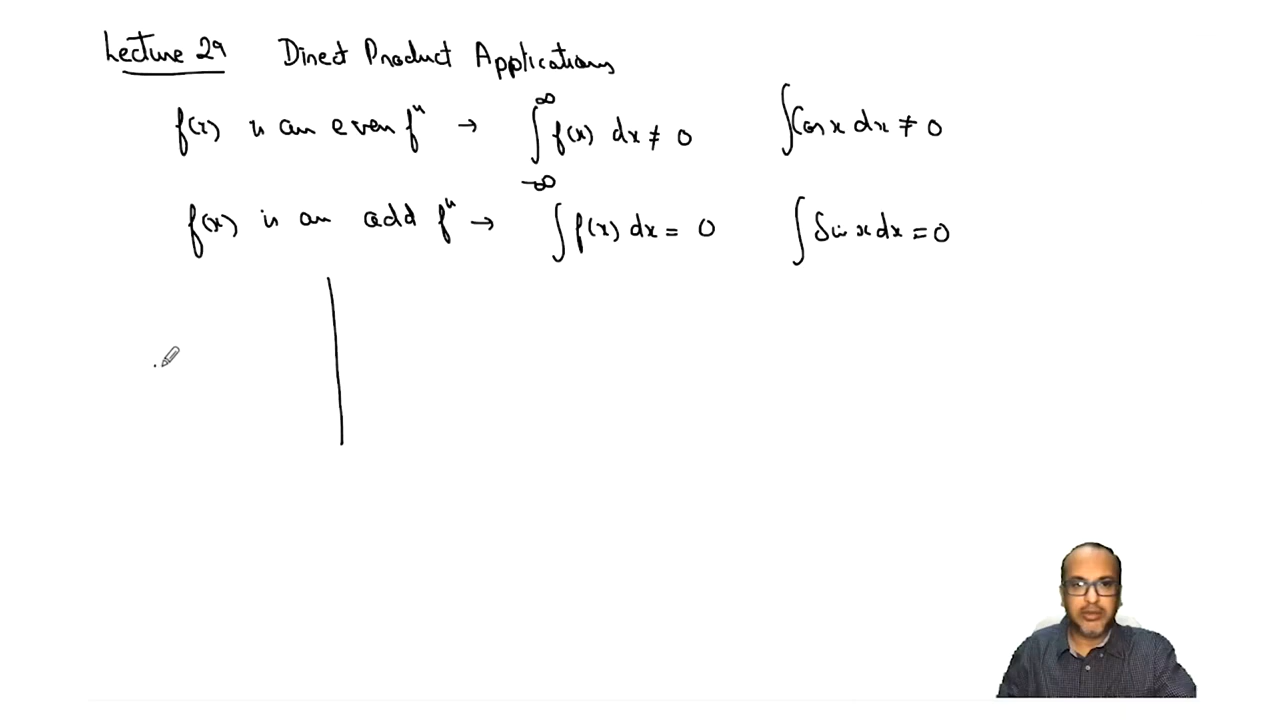 Lecture 29 Direct Product Applications
f(x) is an even fⁿ → ∫_{-∞}^{∞} f(x) dx ≠ 0 ∫Cos x dx ≠ 0
f(x) is an odd fⁿ → ∫ f(x) dx = 0 ∫ Sin x dx = 0